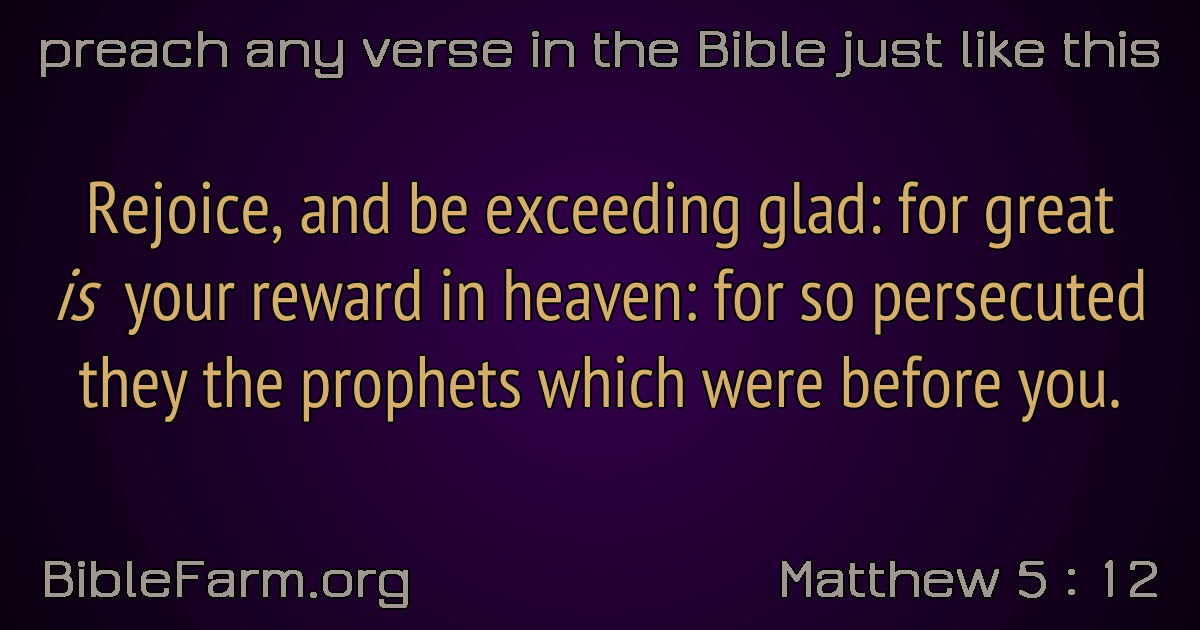 preach any verse in the Bible just like this
Rejoice, and be exceeding glad: for great
is your reward in heaven: for so persecuted
they the prophets which were before you.
BibleFarm.org
Matthew 5 : 12